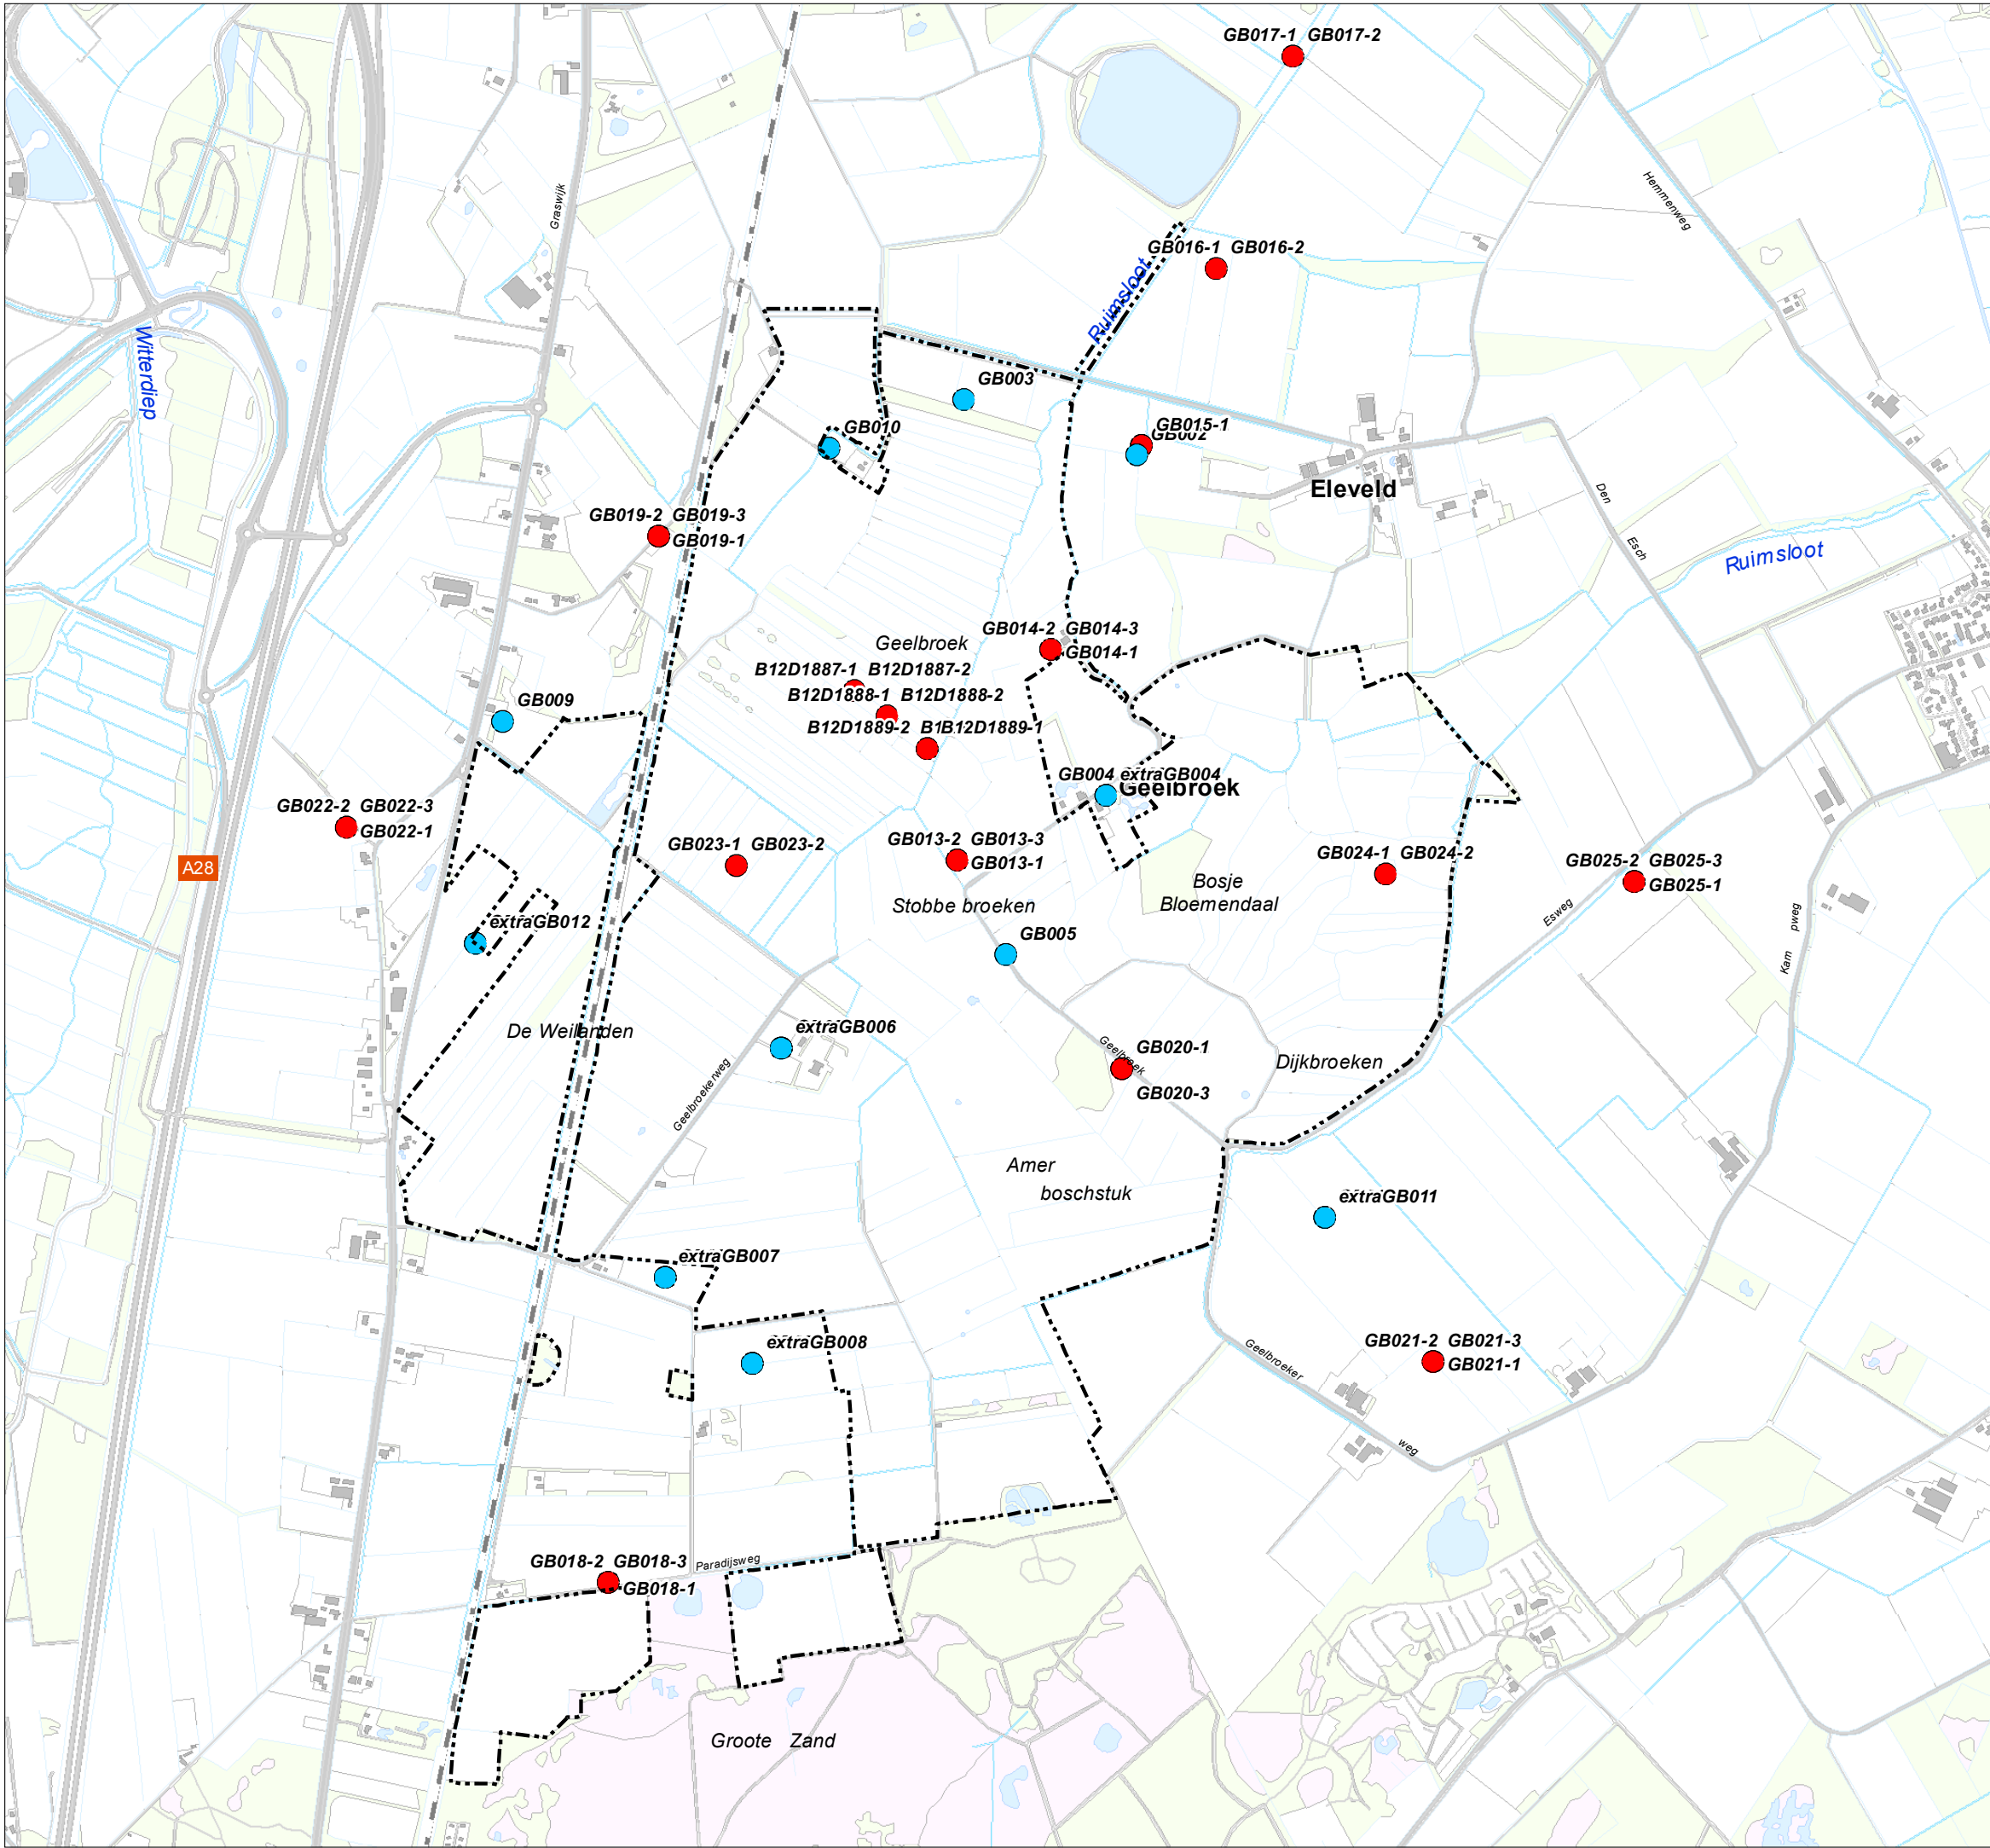 GB017-1 GB017-2
Graswijk
Hemmenweg
GB016-1 GB016-2
Ruimsloot
Witterdiep
GB003
GB010
GB015-1
GB002
Eleveld
Den
Esch
GB019-2 GB019-3
GB019-1
Ruimsloot
GB014-2 GB014-3
GB014-1
Geelbroek
B12D1887-1 B12D1887-2
B12D1888-1 B12D1888-2
B12D1889-2 B1B12D1889-1
GB009
GB004 extraGB004
Geelbroek
GB022-2 GB022-3
GB022-1
GB023-1 GB023-2
GB013-2 GB013-3
GB013-1
A28
GB024-1 GB024-2
GB025-2 GB025-3
GB025-1
Bosje
Bloemendaal
Stobbe broeken
Esweg
Kam pweg
extraGB012
GB005
De Weilanden
extraGB006
Geelbroekerweg
GB020-1
Geelbroek
GB020-3
Dijkbroeken
Amer
boschstuk
extraGB011
extraGB007
extraGB008
GB021-2 GB021-3
GB021-1
Geelbroeker
weg
GB018-2 GB018-3
GB018-1
Paradijsweg
Groote Zand